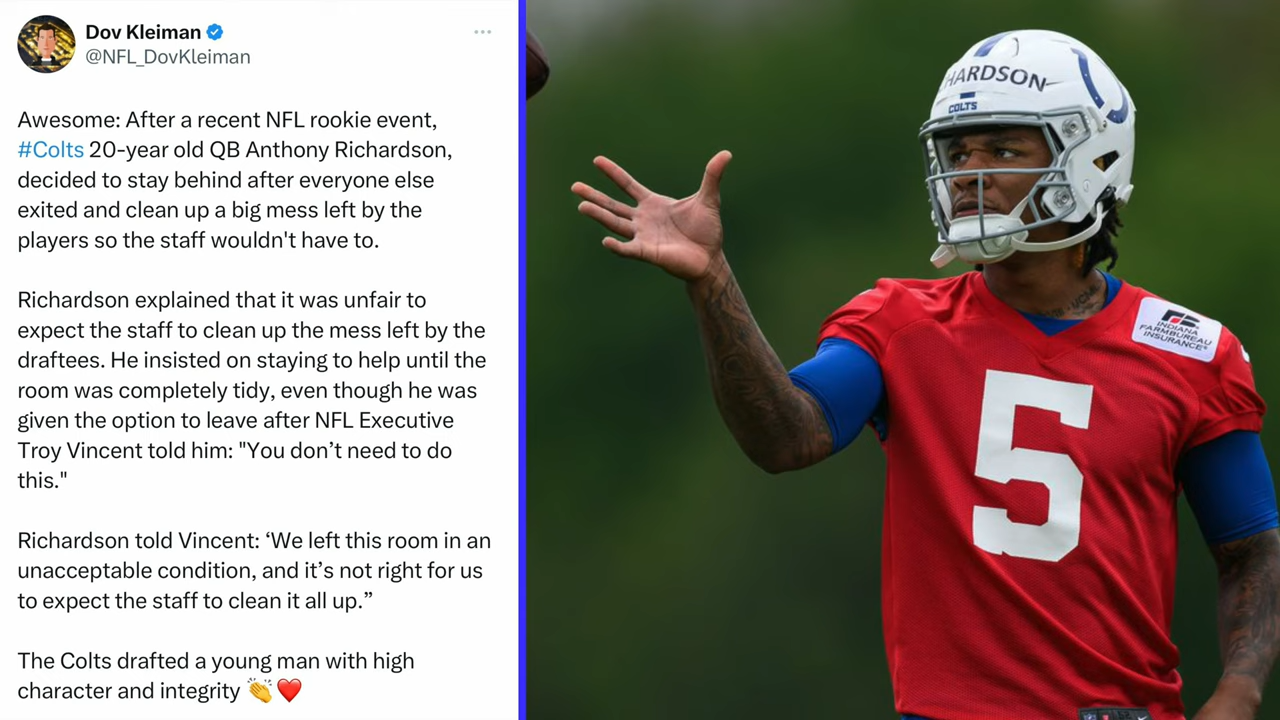 Dov Kleiman
@NFL_DovKleiman
Awesome: After a recent NFL rookie event,
#Colts 20-year old QB Anthony Richardson,
decided to stay behind after everyone else
exited and clean up a big mess left by the
players so the staff wouldn't have to.
Richardson explained that it was unfair to
expect the staff to clean up the mess left by the
draftees. He insisted on staying to help until the
room was completely tidy, even though he was
given the option to leave after NFL Executive
Troy Vincent told him: "You don’t need to do
this."
Richardson told Vincent: ‘We left this room in an
unacceptable condition, and it’s not right for us
to expect the staff to clean it all up.”
The Colts drafted a young man with high
character and integrity 👏❤️
HARDSON
COLTS
INDIANA
FARM BUREAU
INSURANCE®
5